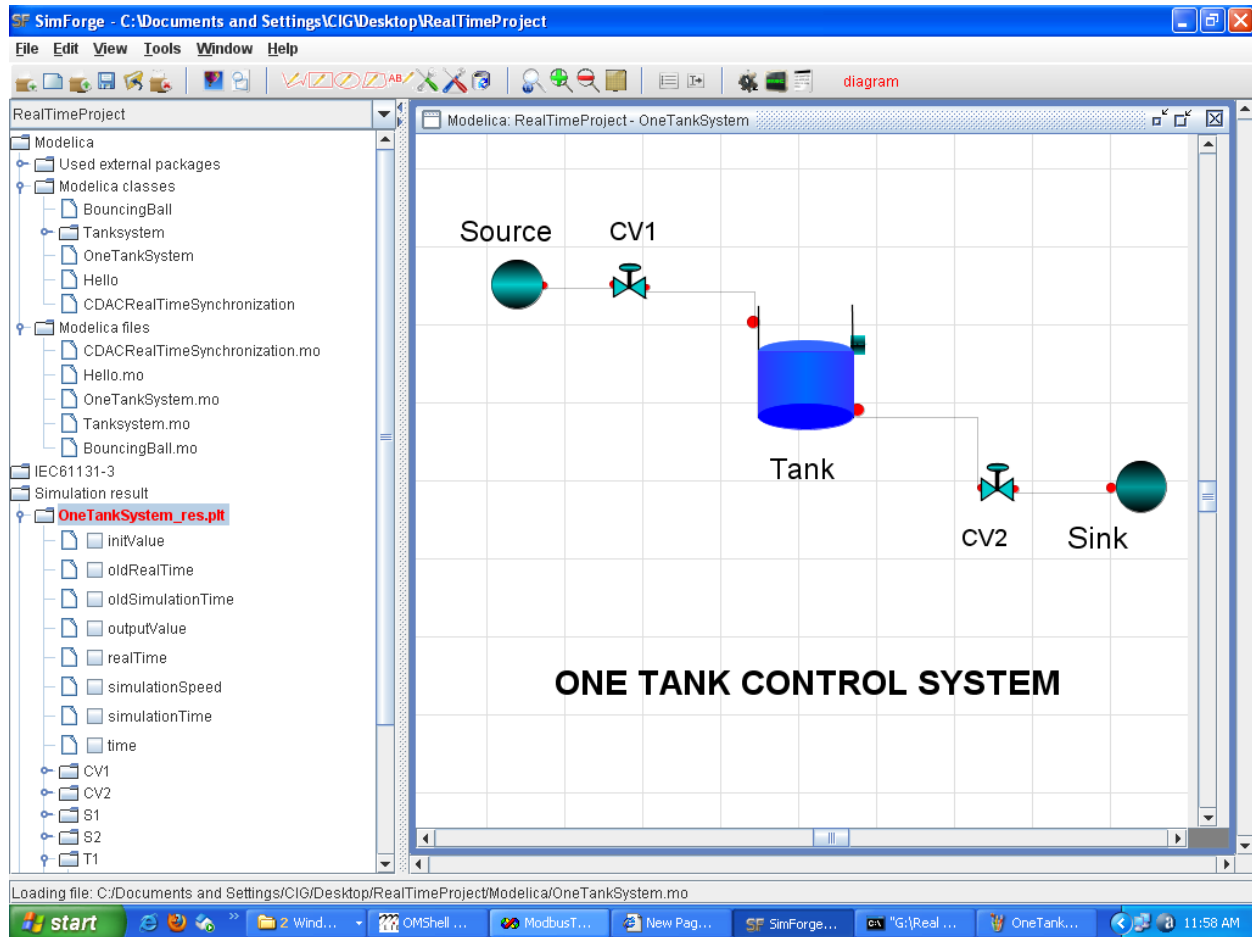 SF SimForge - C:\Documents and Settings\CIG\Desktop\RealTimeProject
File Edit View Tools Window Help
AB
diagram
RealTimeProject
Modelica
Used external packages
Modelica classes
BouncingBall
Tanksystem
OneTankSystem
Hello
CDACRealTimeSynchronization
Modelica files
CDACRealTimeSynchronization.mo
Hello.mo
OneTankSystem.mo
Tanksystem.mo
BouncingBall.mo
IEC61131-3
Simulation result
OneTankSystem_res.plt
initValue
oldRealTime
oldSimulationTime
outputValue
realTime
simulationSpeed
simulationTime
time
CV1
CV2
S1
S2
T1
Modelica: RealTimeProject - OneTankSystem
Source CV1
Tank
CV2 Sink
ONE TANK CONTROL SYSTEM
Loading file: C:/Documents and Settings/CIG/Desktop/RealTimeProject/Modelica/OneTankSystem.mo
start 2 Wind... OMShell ... ModbusT... New Pag... SF SimForge... "G:\Real ... OneTank... 11:58 AM